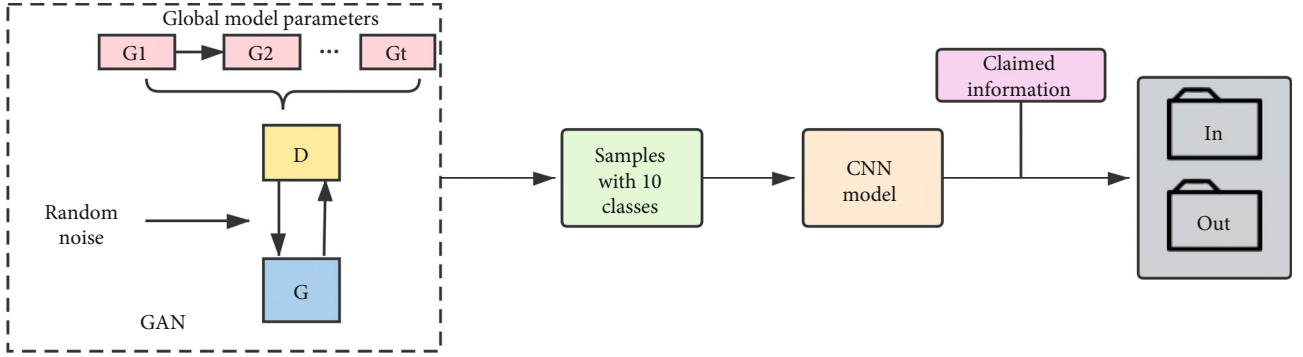 Global model parameters
G1
G2
...
Gt
D
Random
noise
G
GAN
Samples
with 10
classes
CNN
model
Claimed
information
In
Out